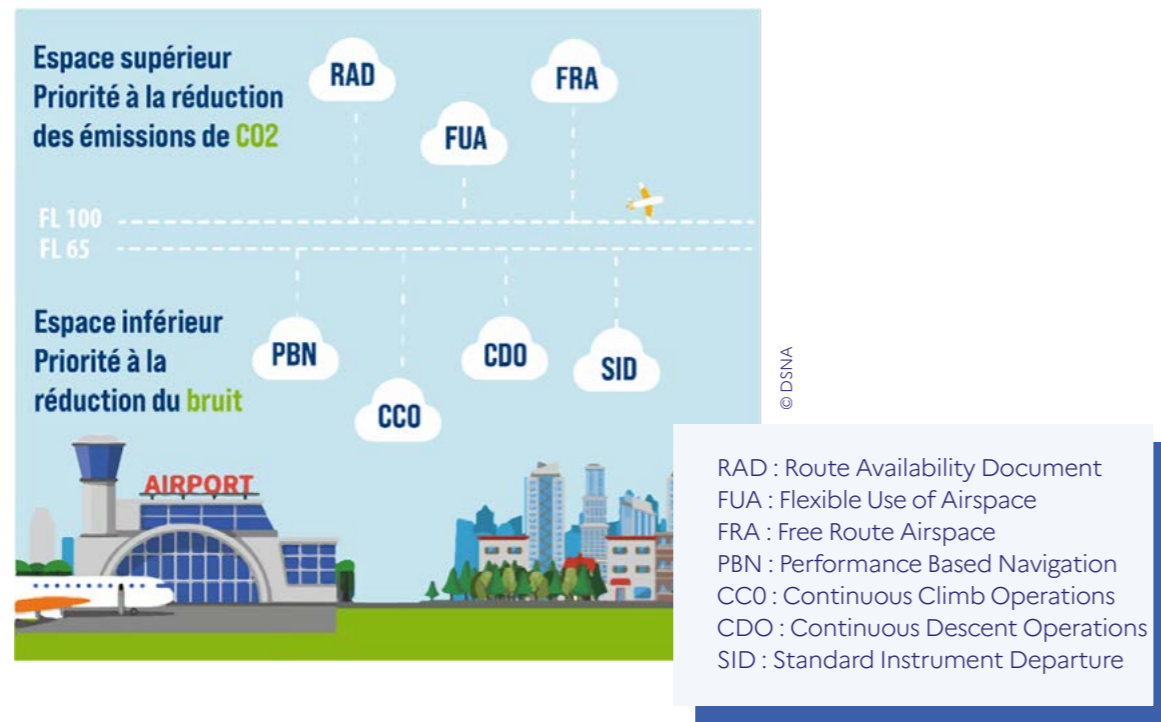 Espace supérieur
Priorité à la réduction
des émissions de CO2
RAD
FRA
FUA
FL 100
FL 65
Espace inférieur
Priorité à la
réduction du bruit
PBN
CDO
SID
CCO
AIRPORT
© DSNA
RAD : Route Availability Document
FUA : Flexible Use of Airspace
FRA : Free Route Airspace
PBN : Performance Based Navigation
CC0 : Continuous Climb Operations
CDO : Continuous Descent Operations
SID : Standard Instrument Departure